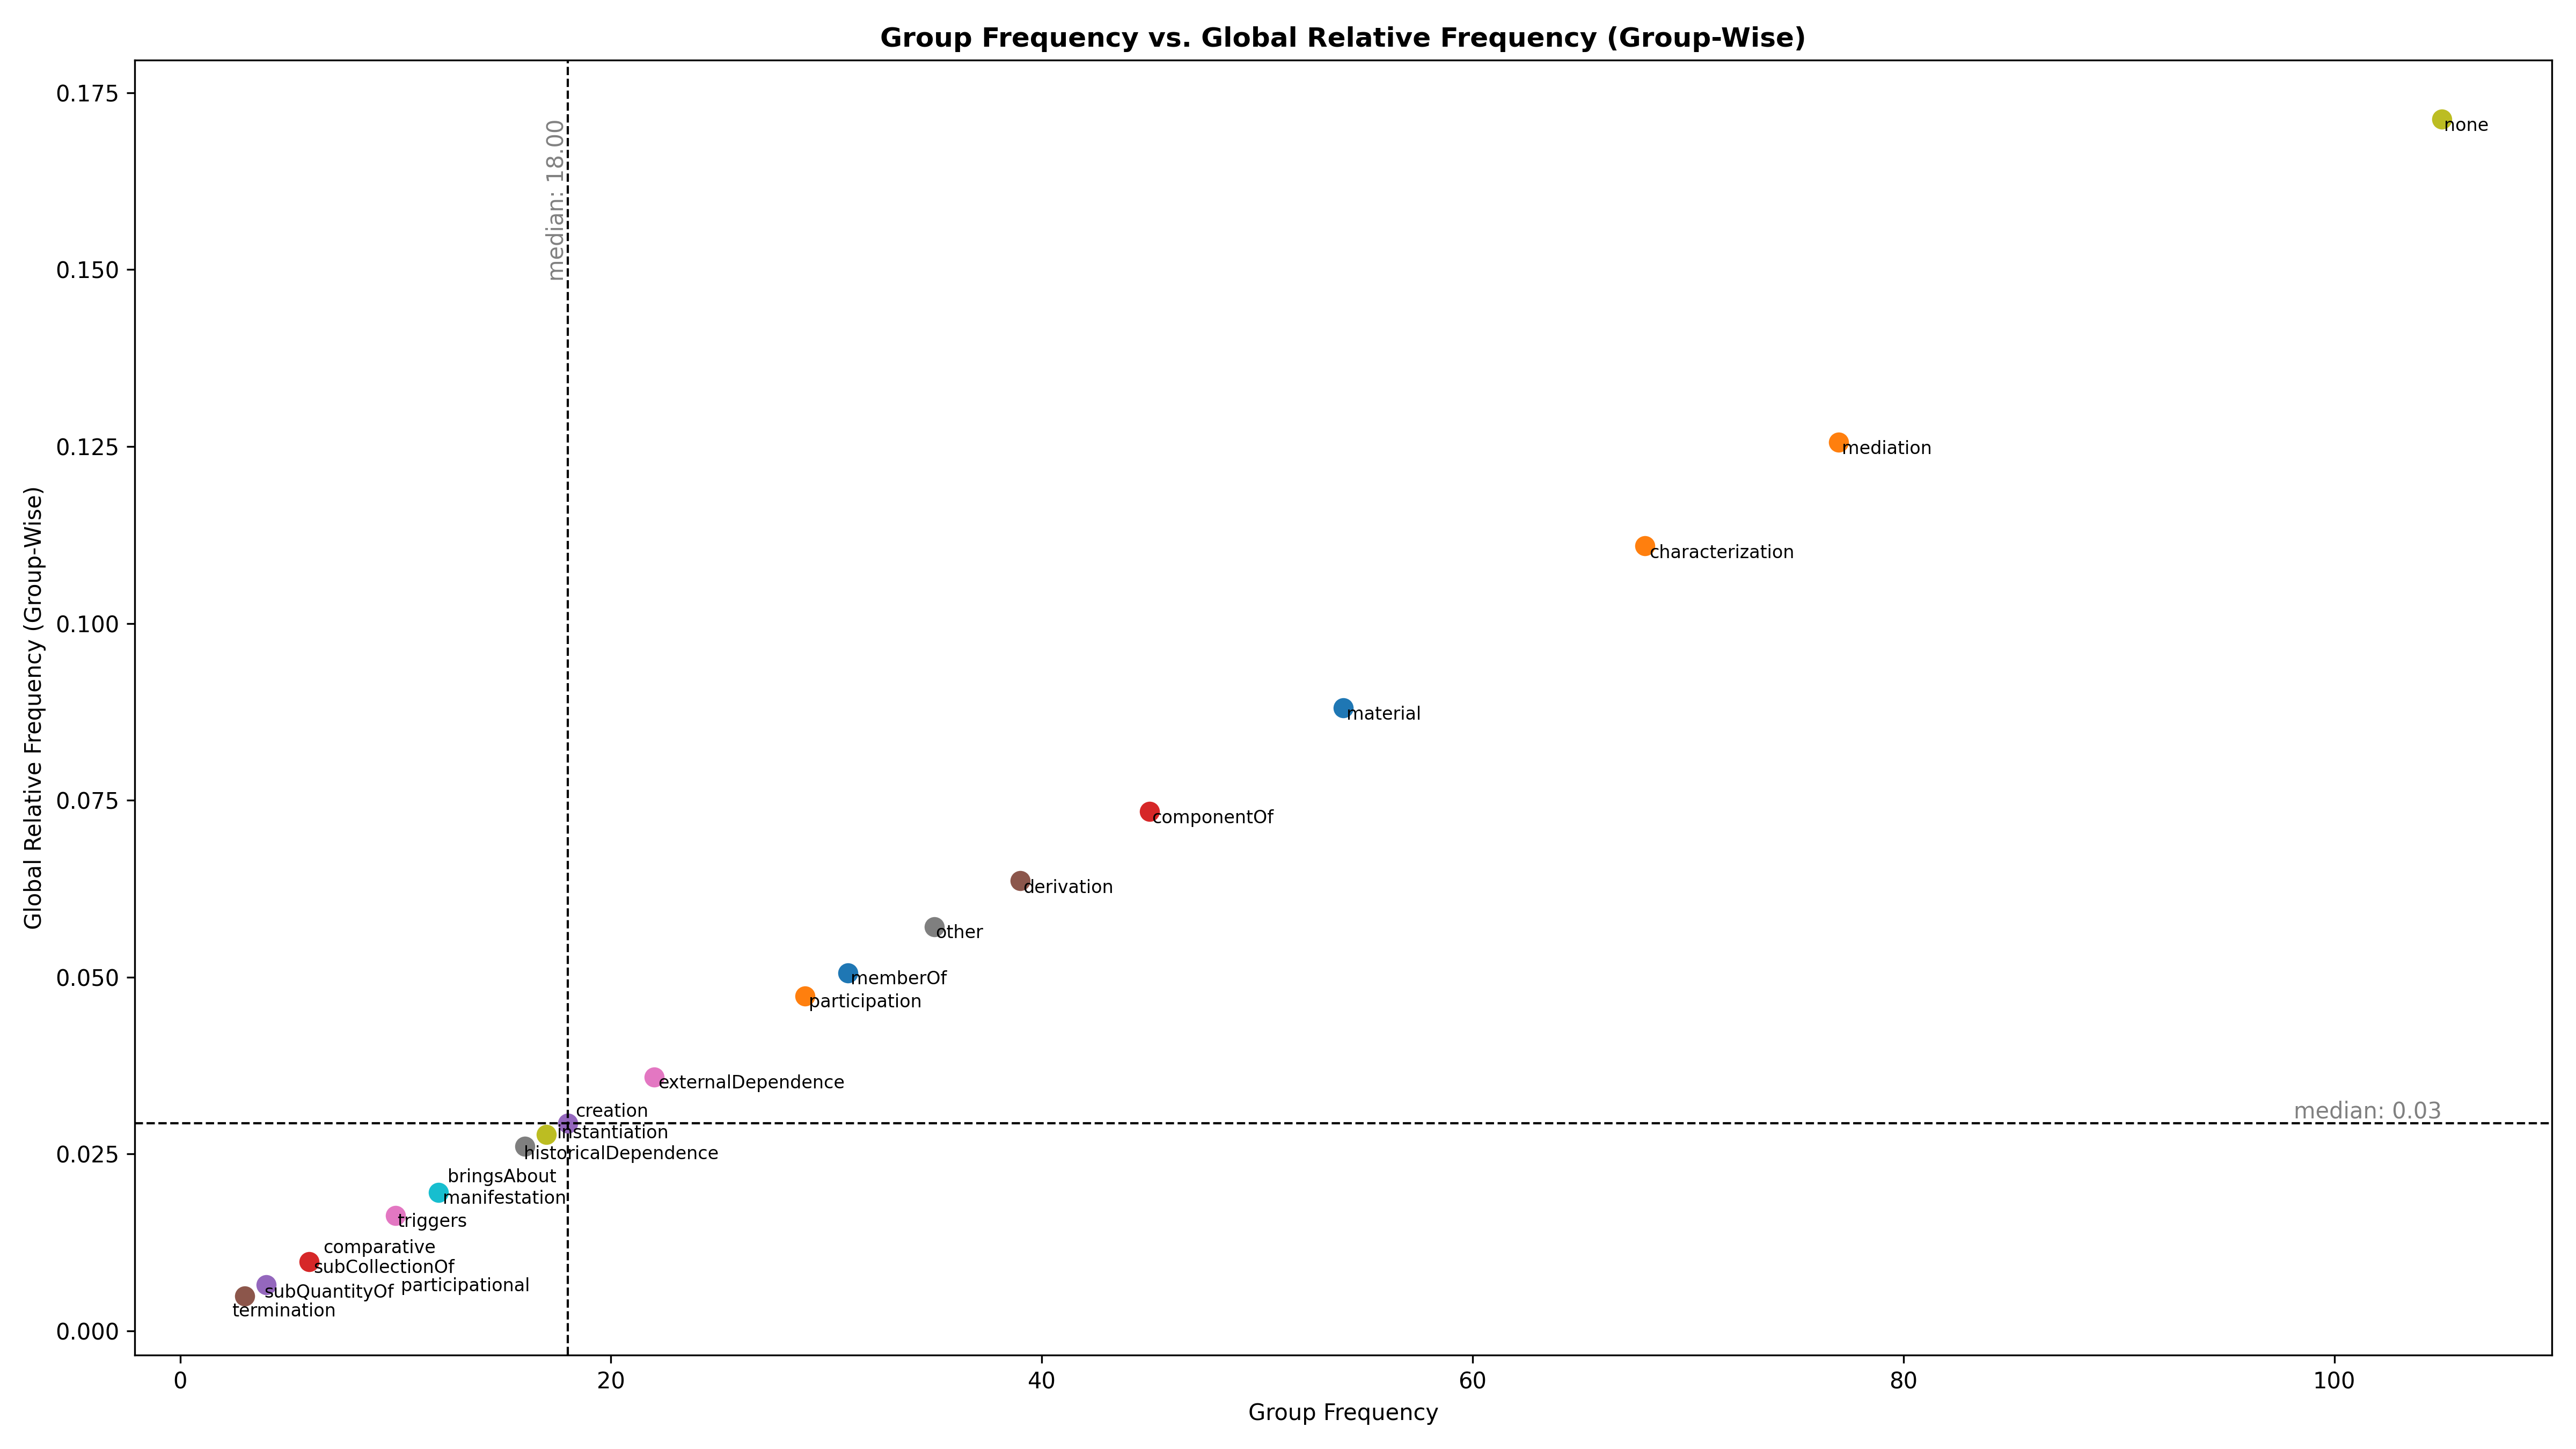 Group Frequency vs. Global Relative Frequency (Group-Wise)
0.175
0.150
0.125
0.100
0.075
0.050
0.025
0.000
Global Relative Frequency (Group-Wise)
median: 18.00
none
mediation
characterization
material
componentOf
derivation
other
memberOf
participation
externalDependence
creation
median: 0.03
instantiation
historicalDependence
bringsAbout
manifestation
triggers
comparative
subCollectionOf
participational
subQuantityOf
termination
0
20
40
60
80
100
Group Frequency